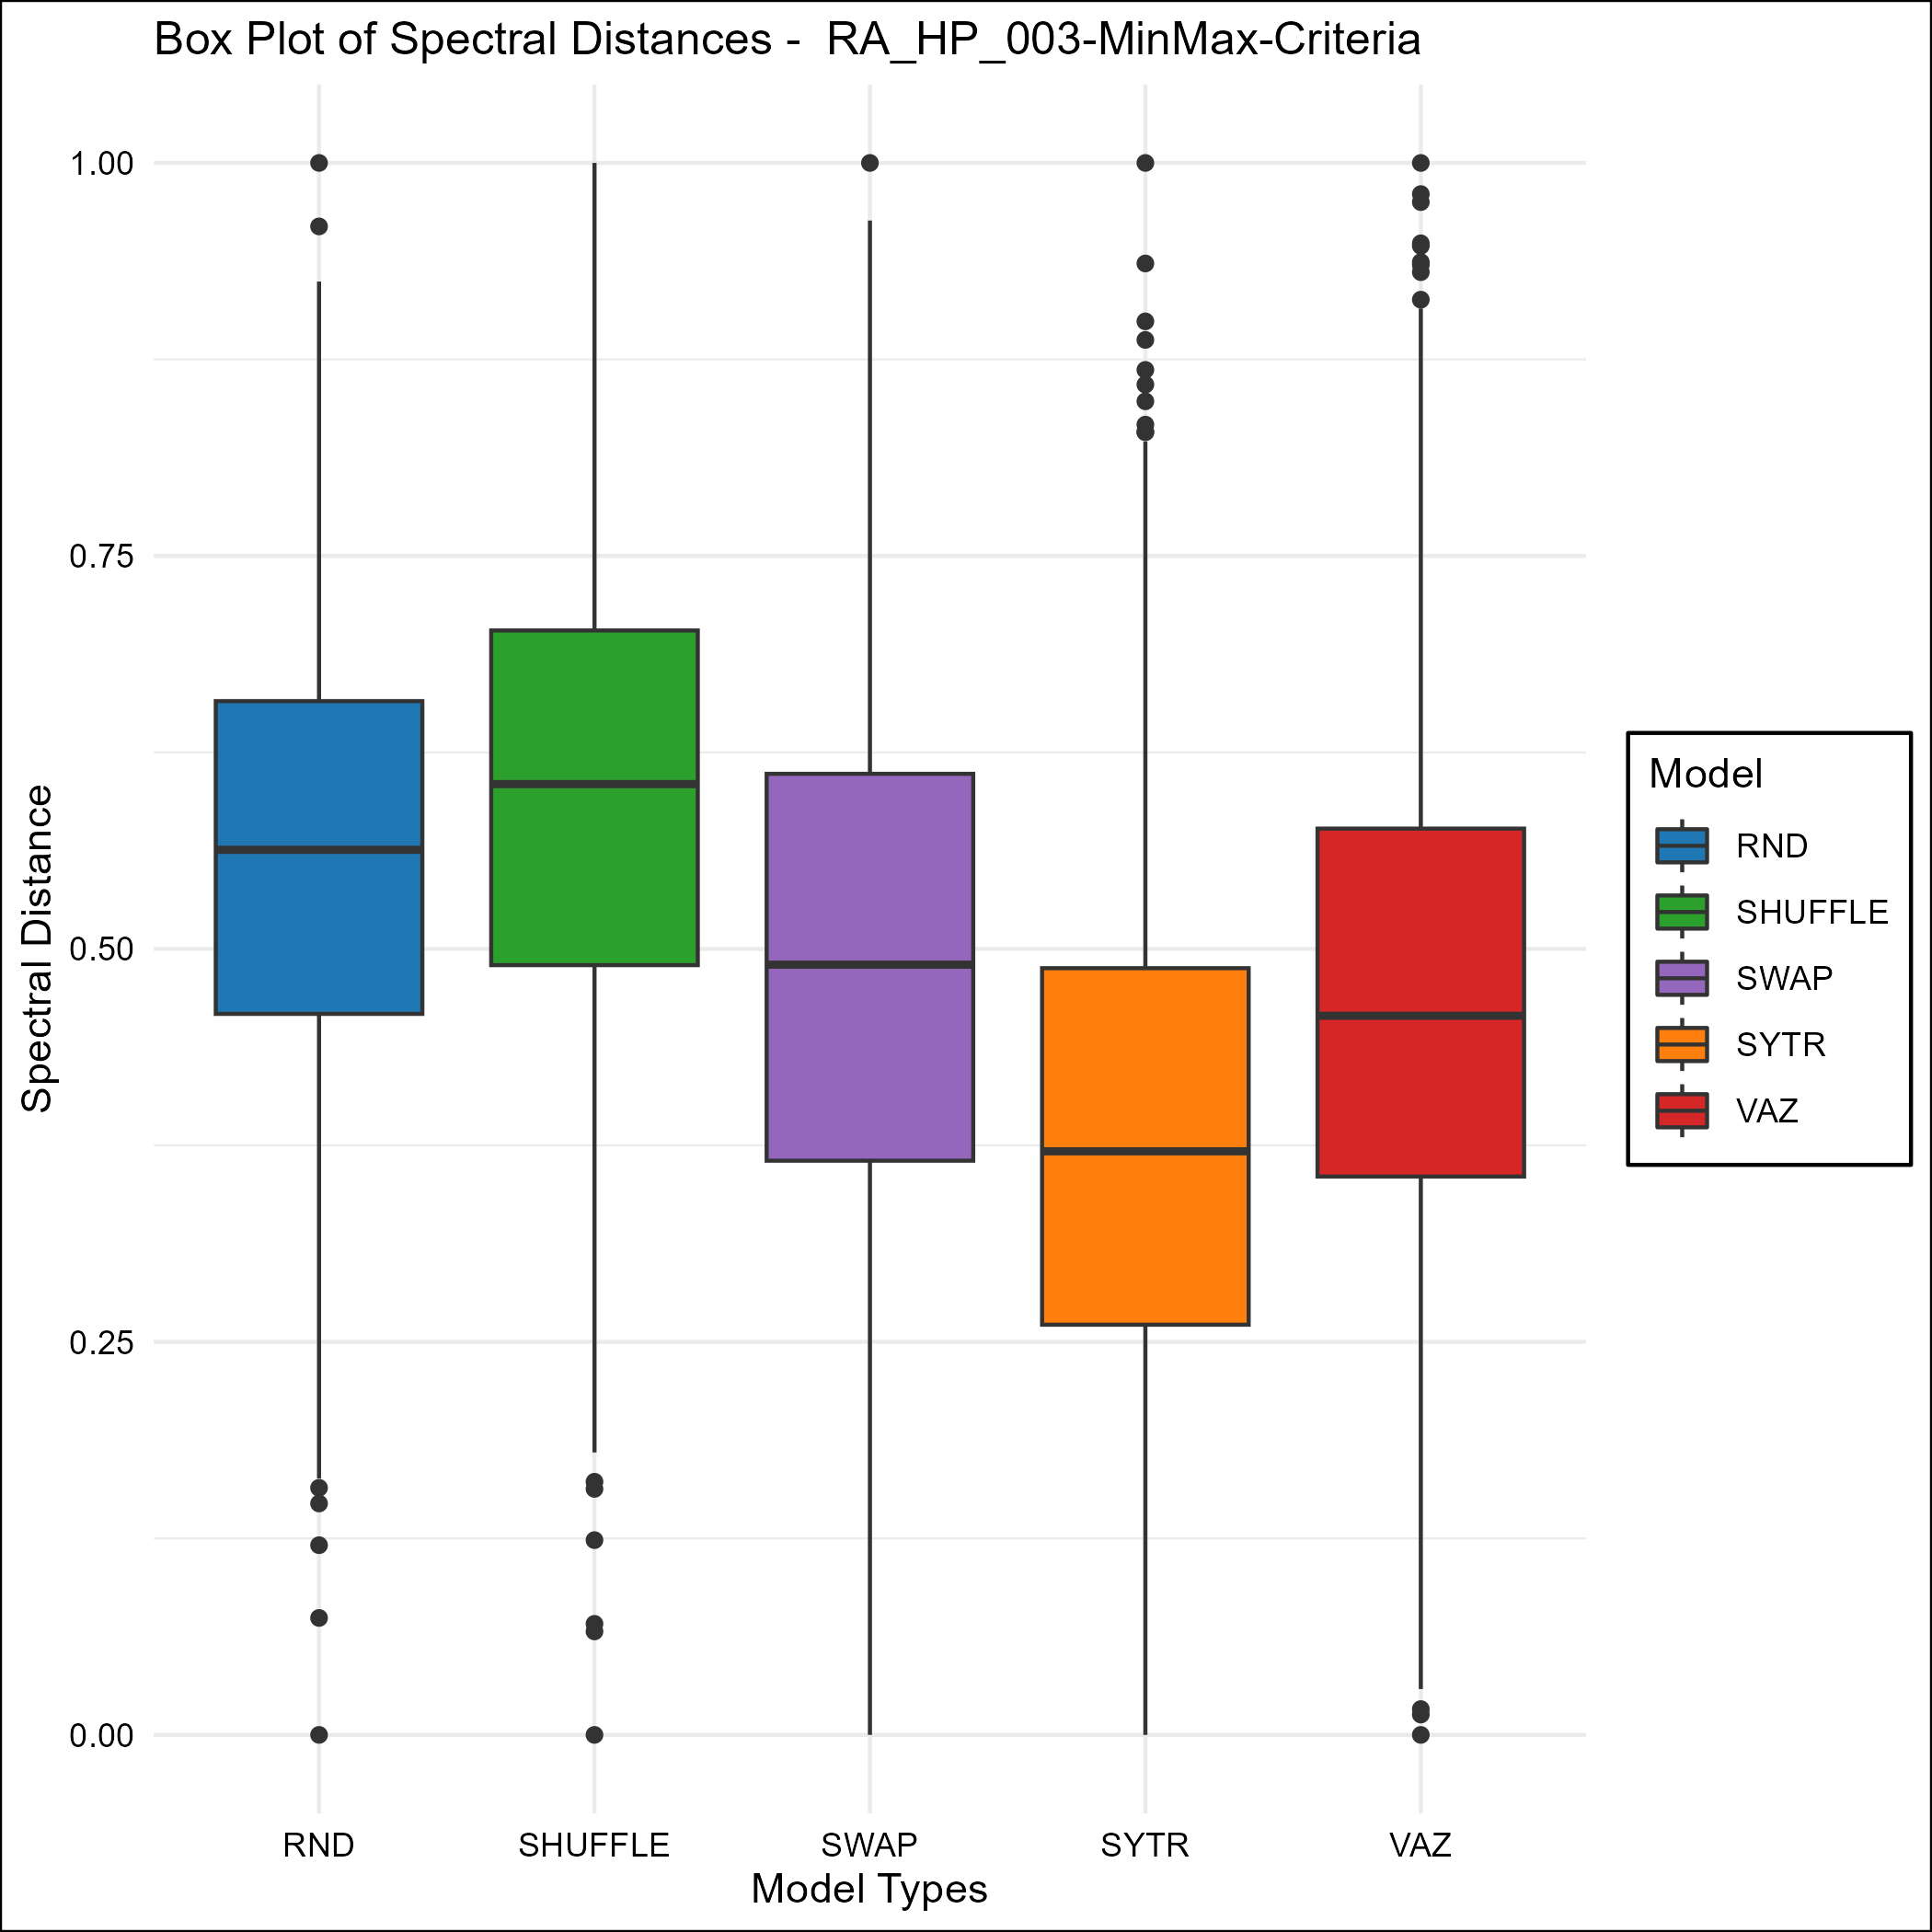 Box Plot of Spectral Distances -  RA_HP_003-MinMax-Criteria
1.00
0.75
0.50
0.25
0.00
Spectral Distance
RND
SHUFFLE
SWAP
SYTR
VAZ
Model Types
Model
RND
SHUFFLE
SWAP
SYTR
VAZ